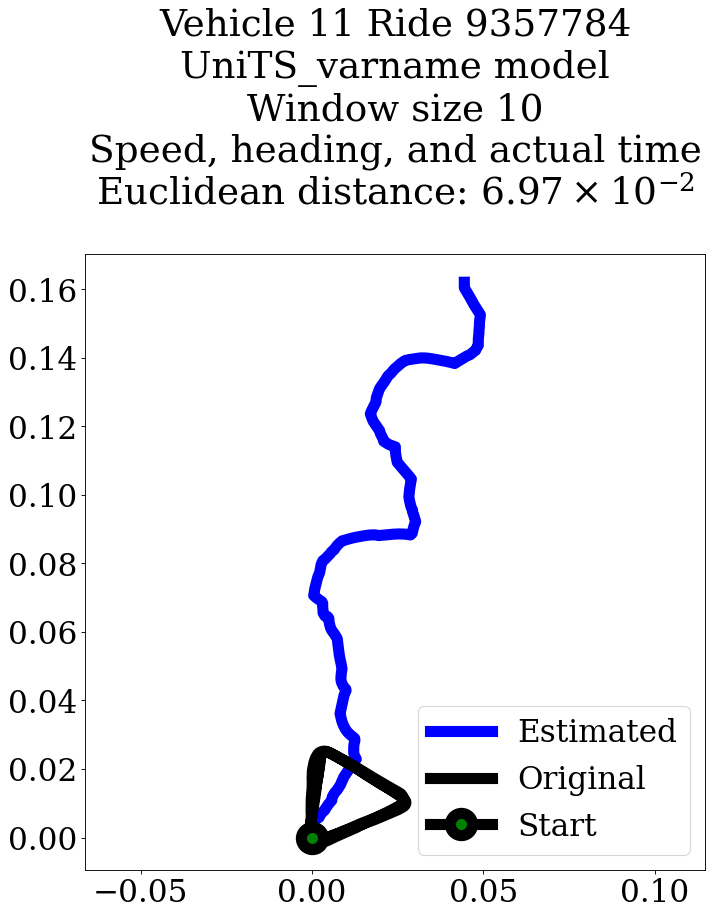 Vehicle 11 Ride 9357784
UniTS_varname model
Window size 10
Speed, heading, and actual time
Euclidean distance: 6.97 × 10⁻²
0.16
0.14
0.12
0.10
0.08
0.06
0.04
0.02
0.00
Estimated
Original
Start
−0.05 0.00 0.05 0.10